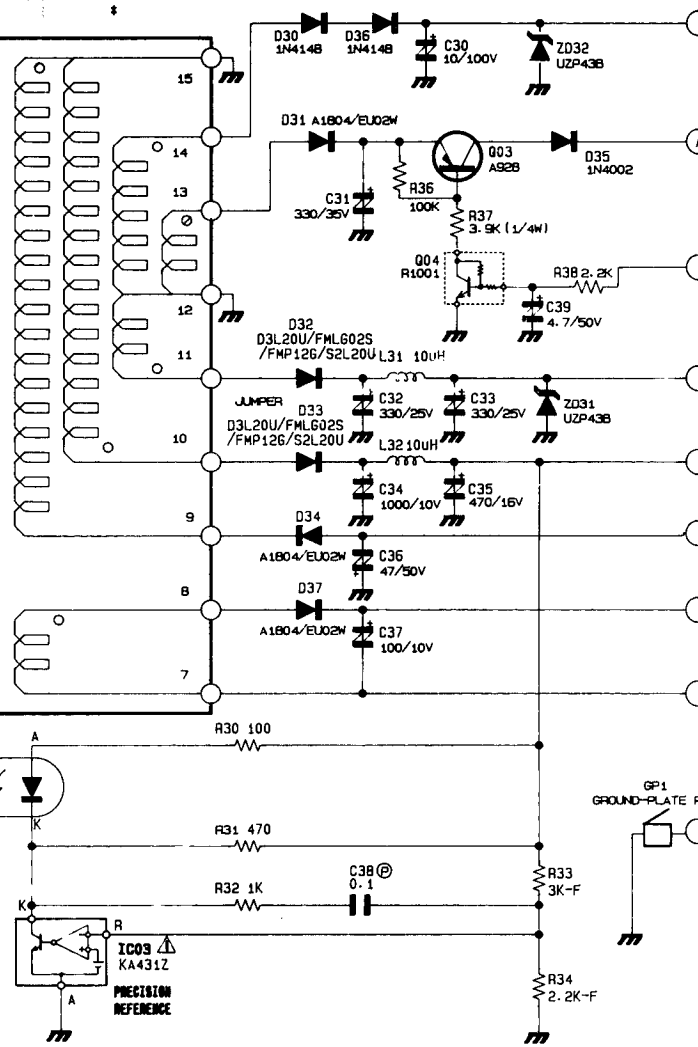 *
D30
1N4148
D36
1N4148
C30
10/100V
ZD32
UZP43B
15
D31 A1804/EU02W
14
Q03
A928
D35
1N4002
R36
100K
C31
330/35V
13
R37
3.9K(1/4W)
Q04
R1001
R38 2.2K
C39
4.7/50V
12
D32
D3L20U/FML602S
/FMP12G/S2L20U
L31 10uH
11
C32
330/25V
C33
330/25V
ZD31
UZP43B
JUMPER
D33
D3L20U/FML602S
/FMP12G/S2L20U
L32 10uH
10
C34
1000/10V
C35
470/16V
9
D34
A1804/EU02W
C36
47/50V
8
D37
A1804/EU02W
C37
100/10V
7
A
R30 100
K
GP1
GROUND-PLATE P
R31 470
C38 Ⓟ
0.1
R33
3K-F
R32 1K
K
R
IC03
KA431Z
A
PRECISION
REFERENCE
R34
2.2K-F